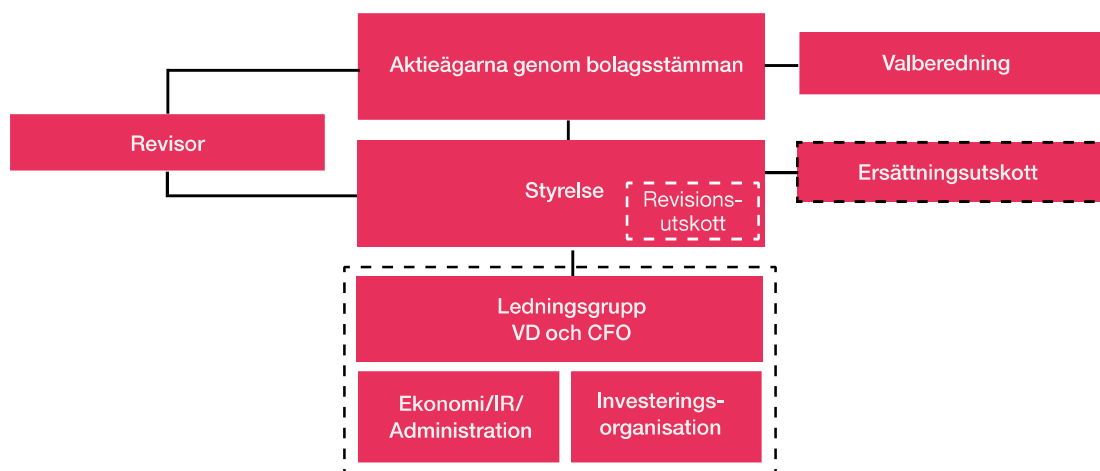 Aktieägarna genom bolagsstämman
Valberedning
Revisor
Styrelse
Revisions-
utskott
Ersättningsutskott
Ledningsgrupp
VD och CFO
Ekonomi/IR/
Administration
Investerings-
organisation